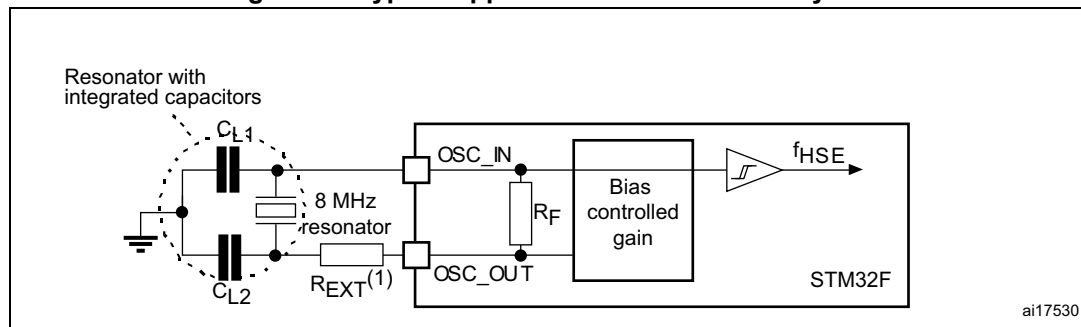 Resonator with
integrated capacitors
CL1
OSC_IN
fHSE
8 MHz
resonator
RF
Bias
controlled
gain
REXT(1)
OSC_OUT
CL2
STM32F
ai17530